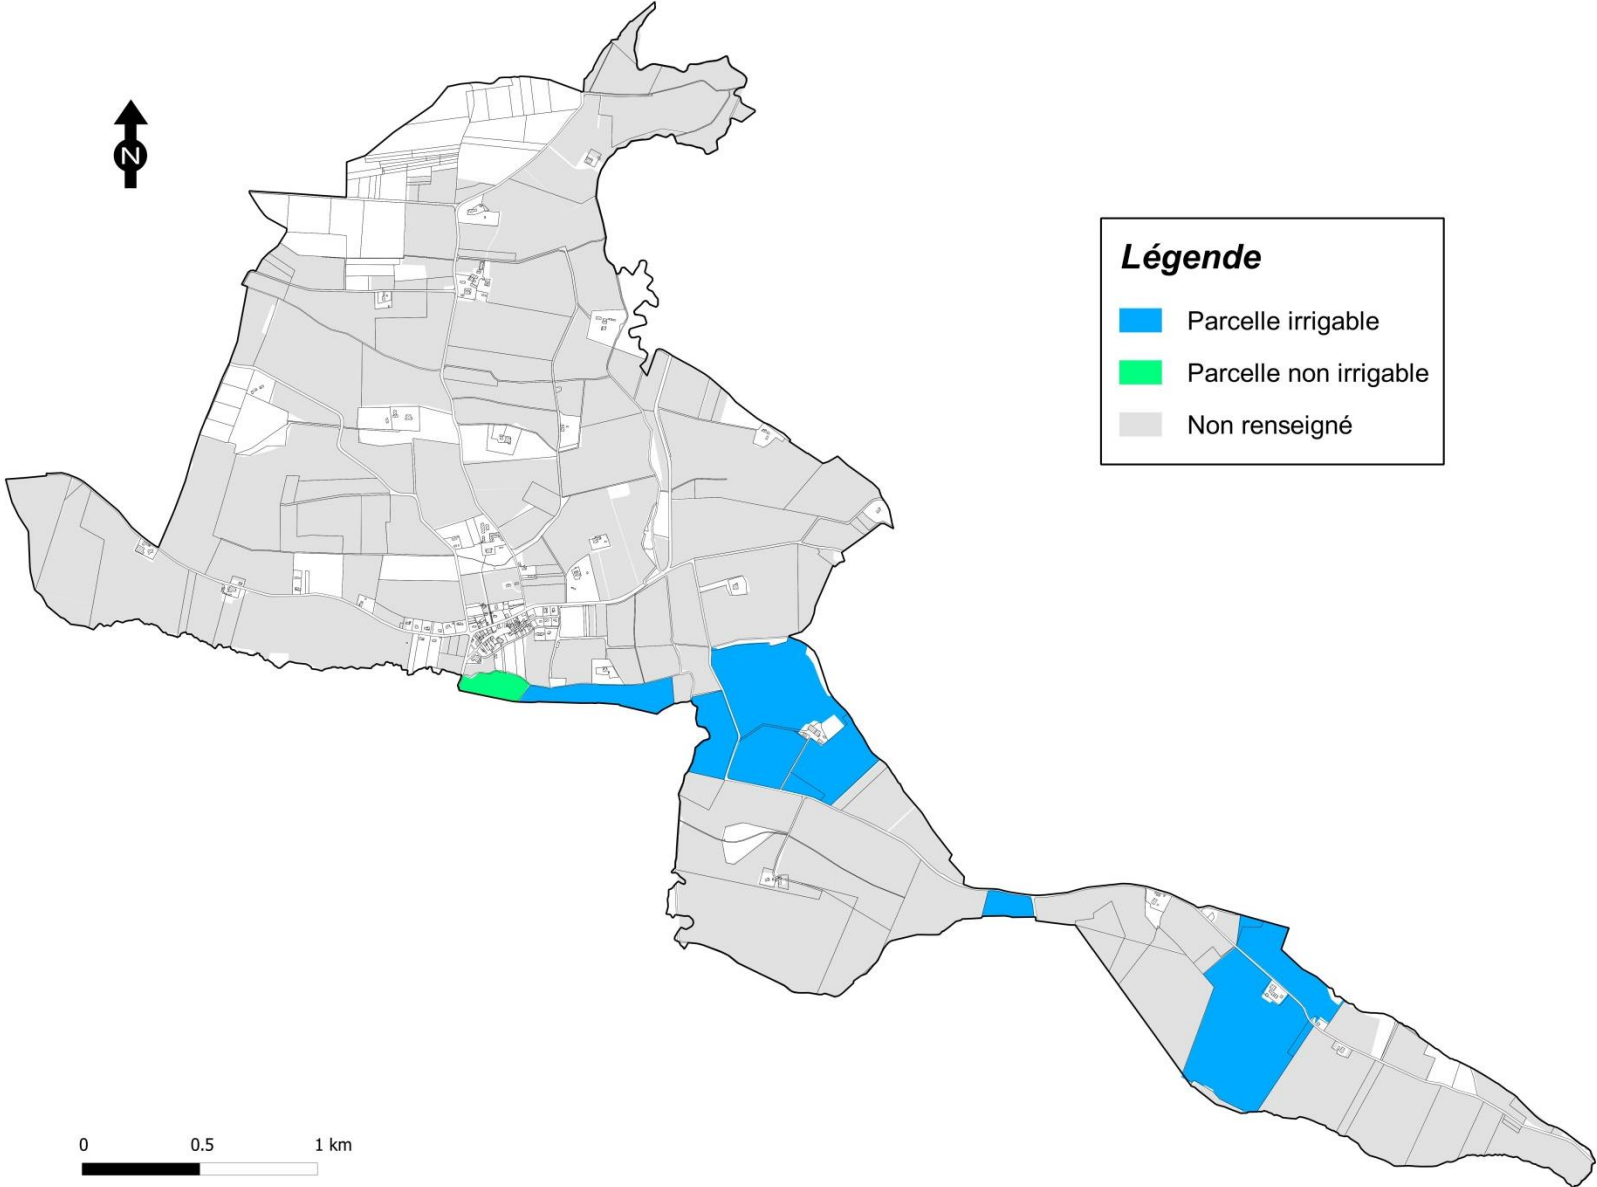 N
Légende
Parcelle irrigable
Parcelle non irrigable
Non renseigné
0 0.5 1 km